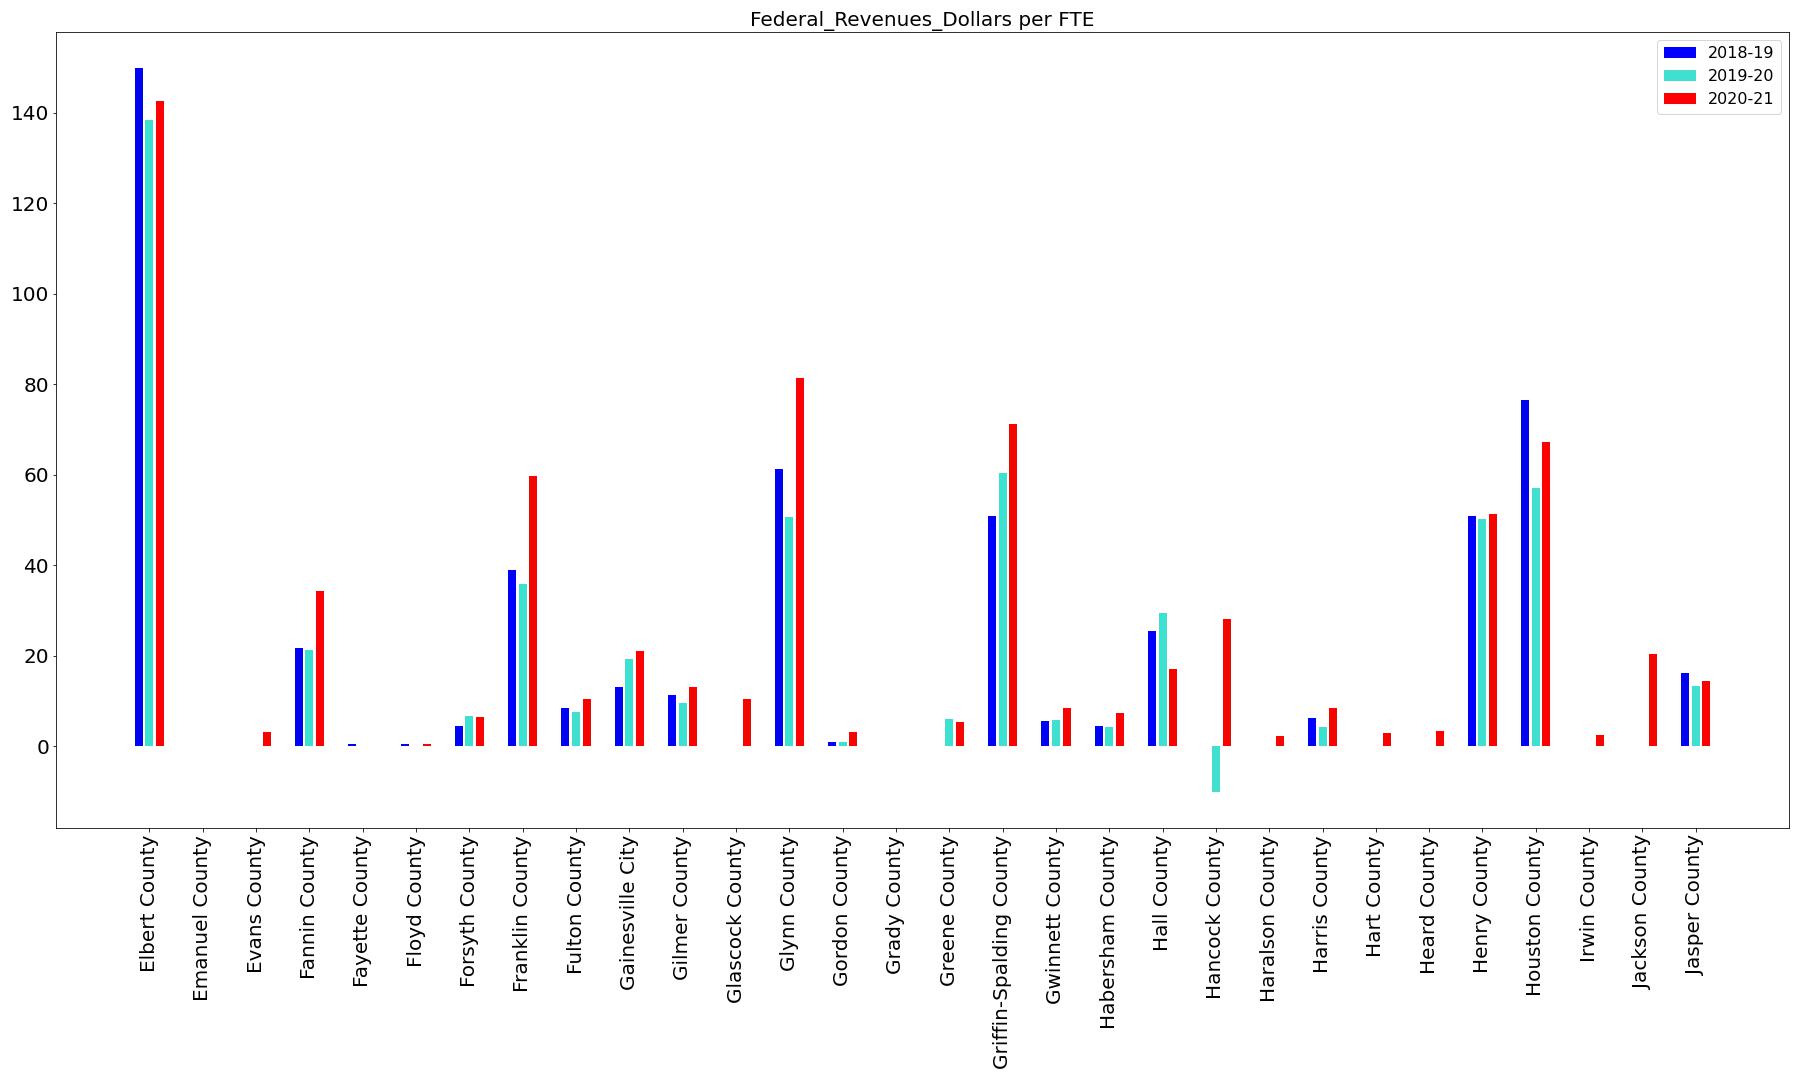 Federal_Revenues_Dollars per FTE
2018-19
2019-20
2020-21
140
120
100
80
60
40
20
0
Elbert County
Emanuel County
Evans County
Fannin County
Fayette County
Floyd County
Forsyth County
Franklin County
Fulton County
Gainesville City
Gilmer County
Glascock County
Glynn County
Gordon County
Grady County
Greene County
Griffin-Spalding County
Gwinnett County
Habersham County
Hall County
Hancock County
Haralson County
Harris County
Hart County
Heard County
Henry County
Houston County
Irwin County
Jackson County
Jasper County